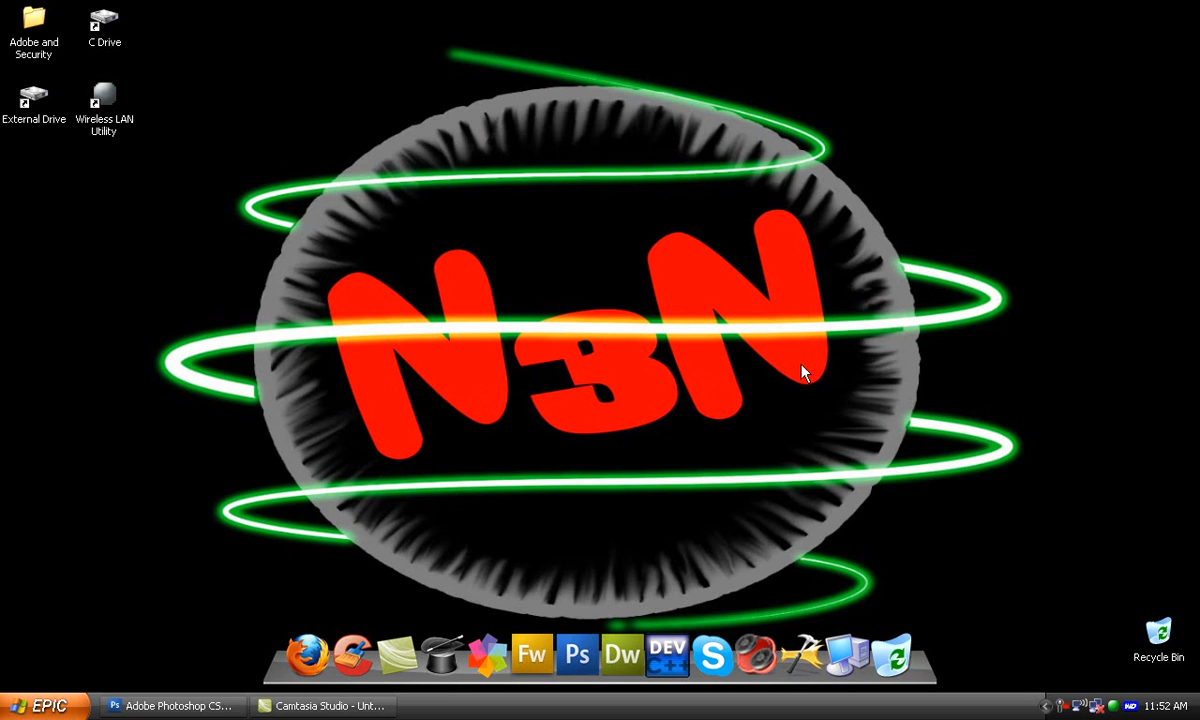 Adobe and
Security
C Drive
External Drive
Wireless LAN
Utility
N3N
Fw
Ps
Dw
DEV
C++
S
Recycle Bin
EPIC
Ps
Adobe Photoshop CS...
Camtasia Studio - Unt...
11:52 AM